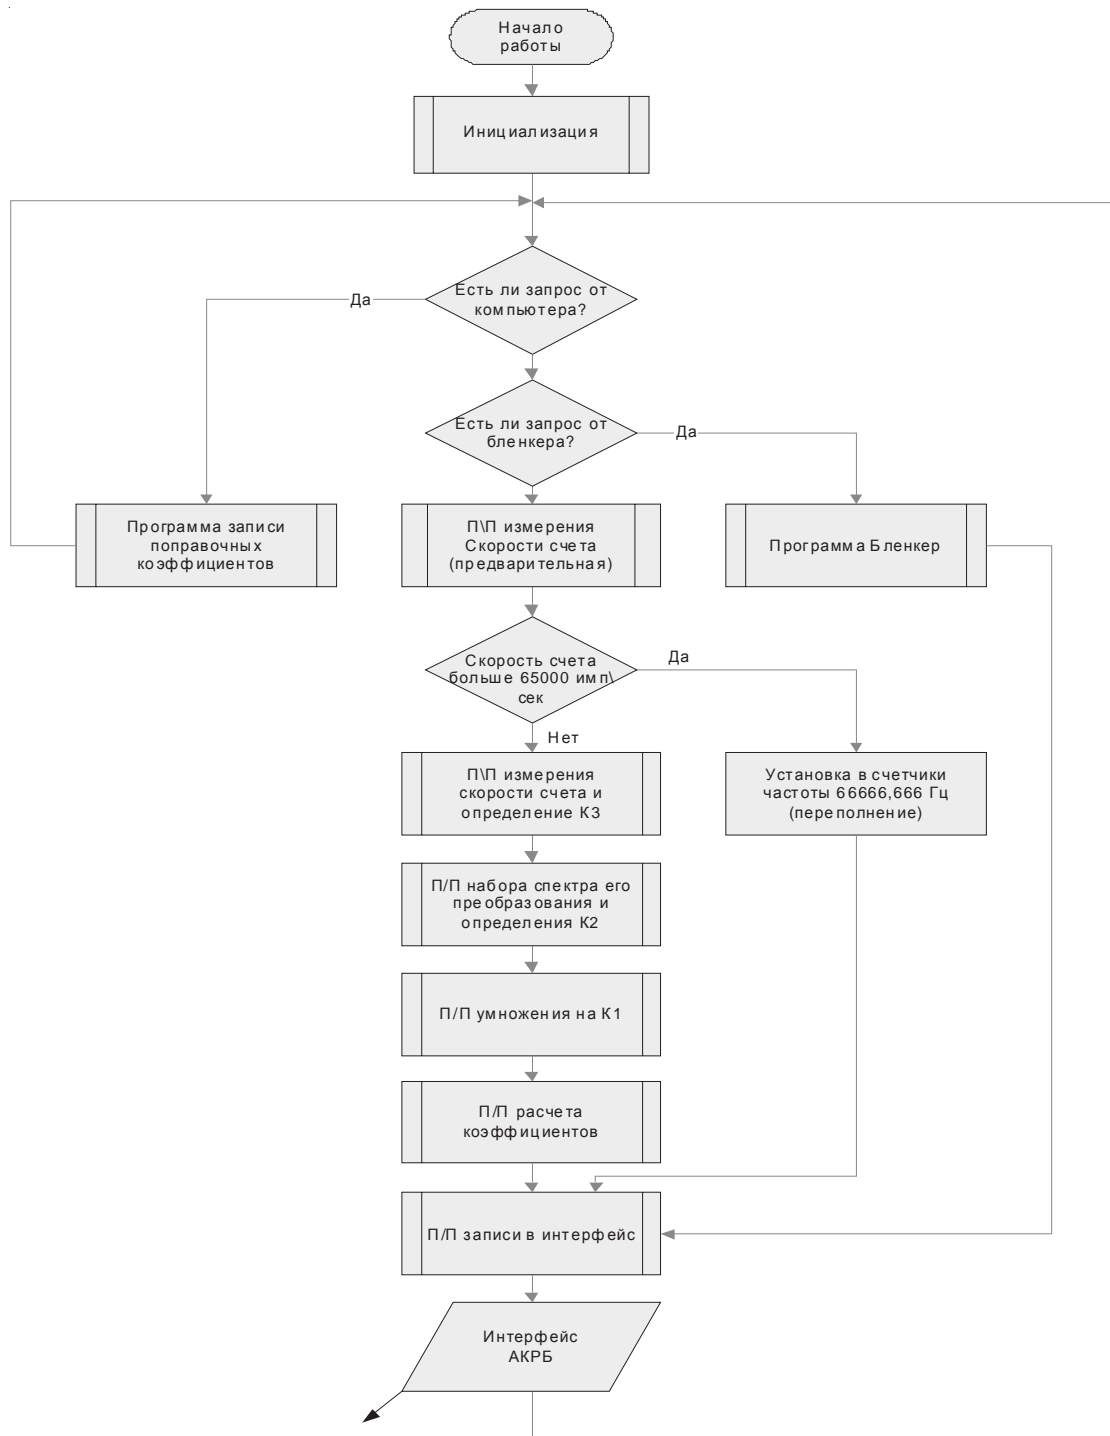 Начало
работы
Инициализация
Есть ли запрос от
компьютера?
Да
Есть ли запрос от
бленкера?
Да
Программа записи
поправочных
коэффициентов
П\П измерения
Скорости счета
(предварительная)
Программа Бленкер
Скорость счета
больше 65000 имп\
сек
Да
Нет
П\П измерения
скорости счета и
определение К3
Установка в счетчики
частоты 66666,666 Гц
(переполнение)
П/П набора спектра его
преобразования и
определения К2
П/П умножения на К1
П/П расчета
коэффициентов
П/П записи в интерфейс
Интерфейс
АКРБ